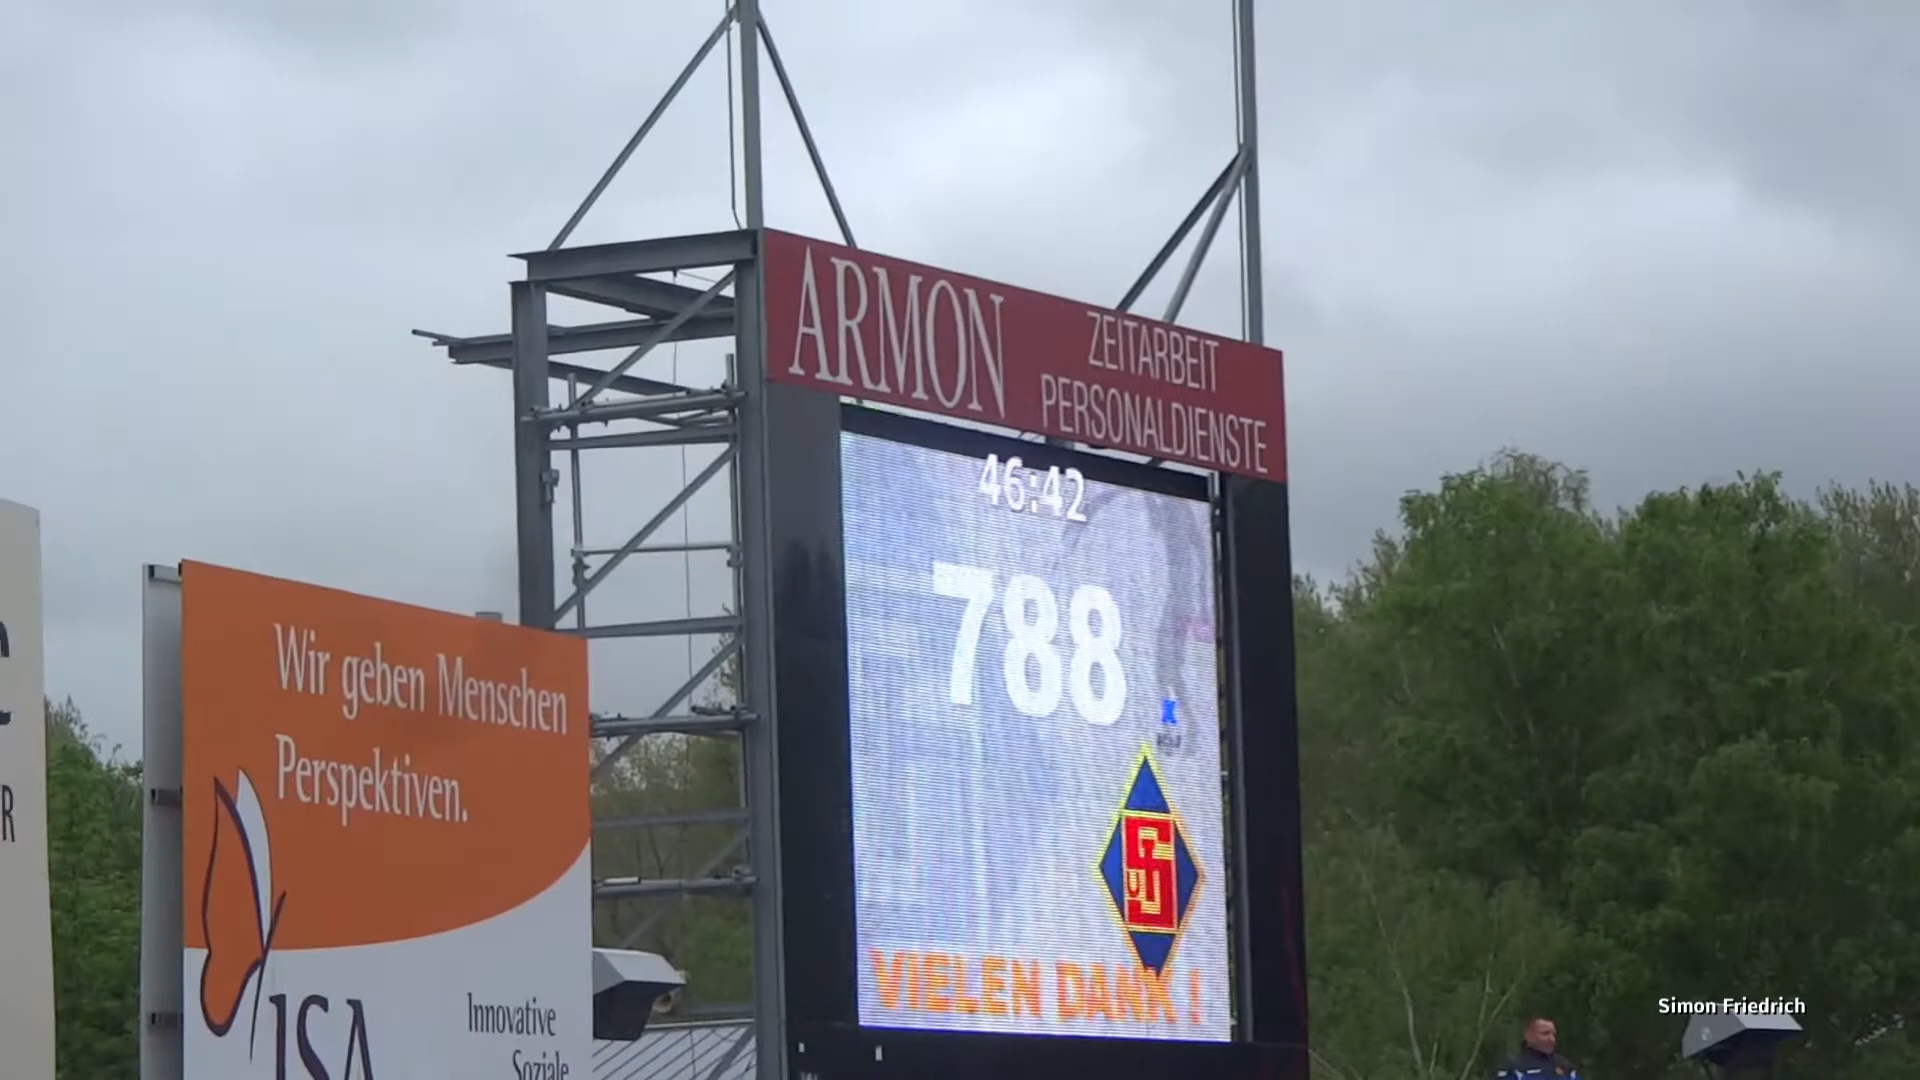 ARMON
ZEITARBEIT
PERSONALDIENSTE
46:42
788
VIELEN DANK !
Wir geben Menschen
Perspektiven.
ISA
Innovative
Soziale
R
Simon Friedrich